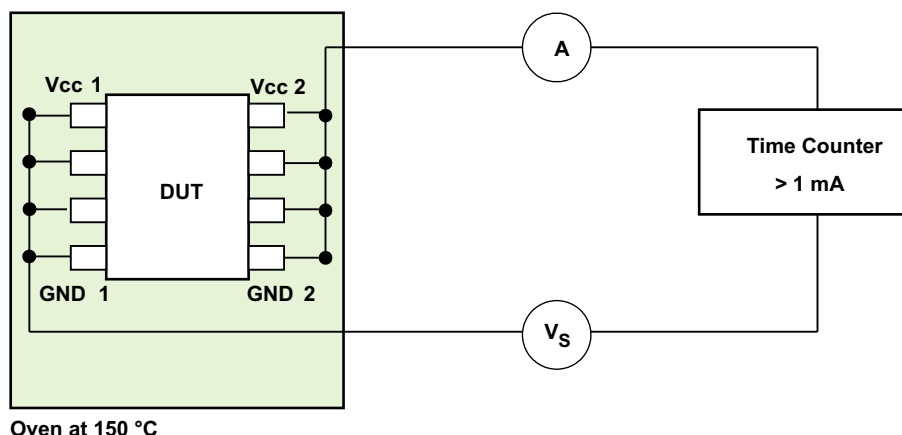 A
Vcc 1
Vcc 2
DUT
Time Counter
> 1 mA
GND 1
GND 2
VS
Oven at 150 °C